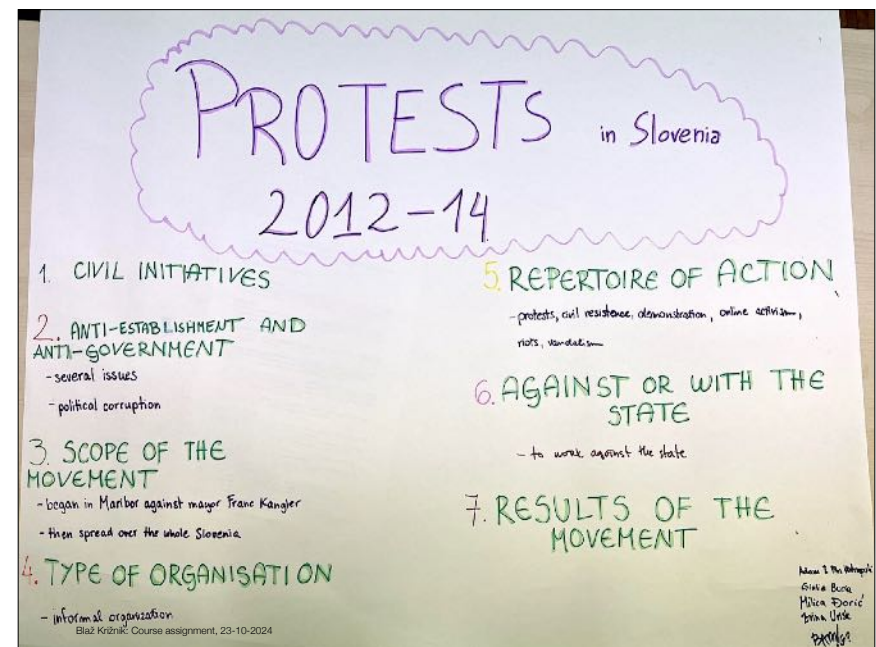 PROTESTS in Slovenia
2012-14
1. CIVIL INITIATIVES
2. ANTI-ESTABLISHMENT AND
ANTI-GOVERNMENT
- several issues
- political corruption
3. SCOPE OF THE
MOVEMENT
- began in Maribor against mayor Franc Kangler
- then spread over the whole Slovenia
4. TYPE OF ORGANISATION
- informal organization
5. REPERTOIRE OF ACTION
- protests, civil resistence, demonstration, online activism,
riots, vandalism
6. AGAINST OR WITH THE
STATE
- to work against the state
7. RESULTS OF THE
MOVEMENT
Milica Đorić
Blaž Križnik: Course assignment, 23-10-2024